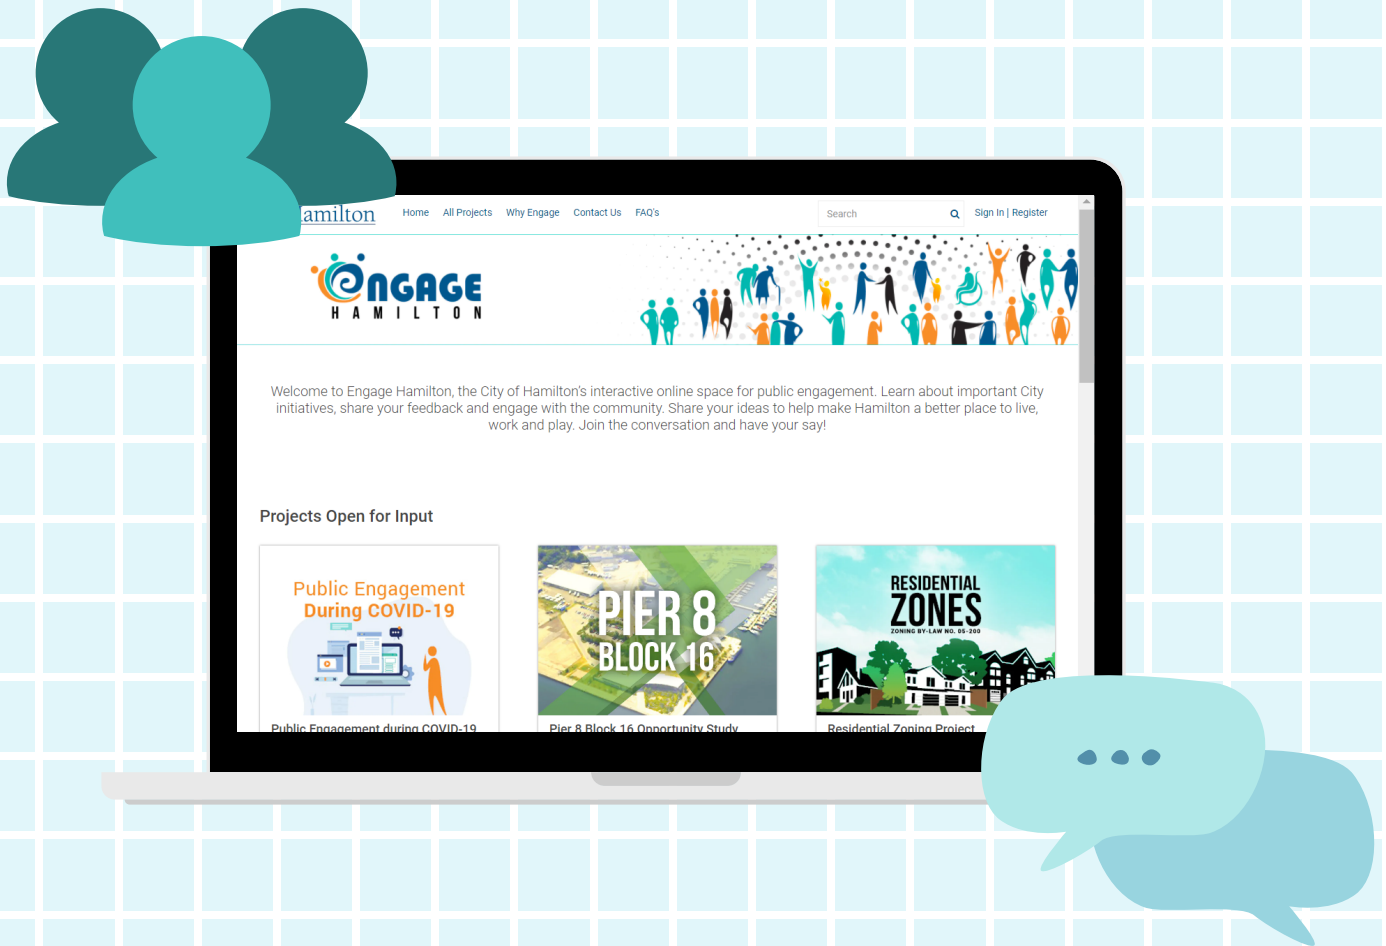 amilton
Home All Projects Why Engage Contact Us FAQ's Search Sign In | Register
ENGAGE
HAMILTON
Welcome to Engage Hamilton, the City of Hamilton's interactive online space for public engagement. Learn about important City
initiatives, share your feedback and engage with the community. Share your ideas to help make Hamilton a better place to live,
work and play. Join the conversation and have your say!
Projects Open for Input
Public Engagement
During COVID-19
PIER 8
BLOCK 16
RESIDENTIAL
ZONES
ZONING BY-LAW NO. 05-200
Public Engagement during COVID-19
Pier 8 Block 16 Opportunity Study
Residential Zoning Project